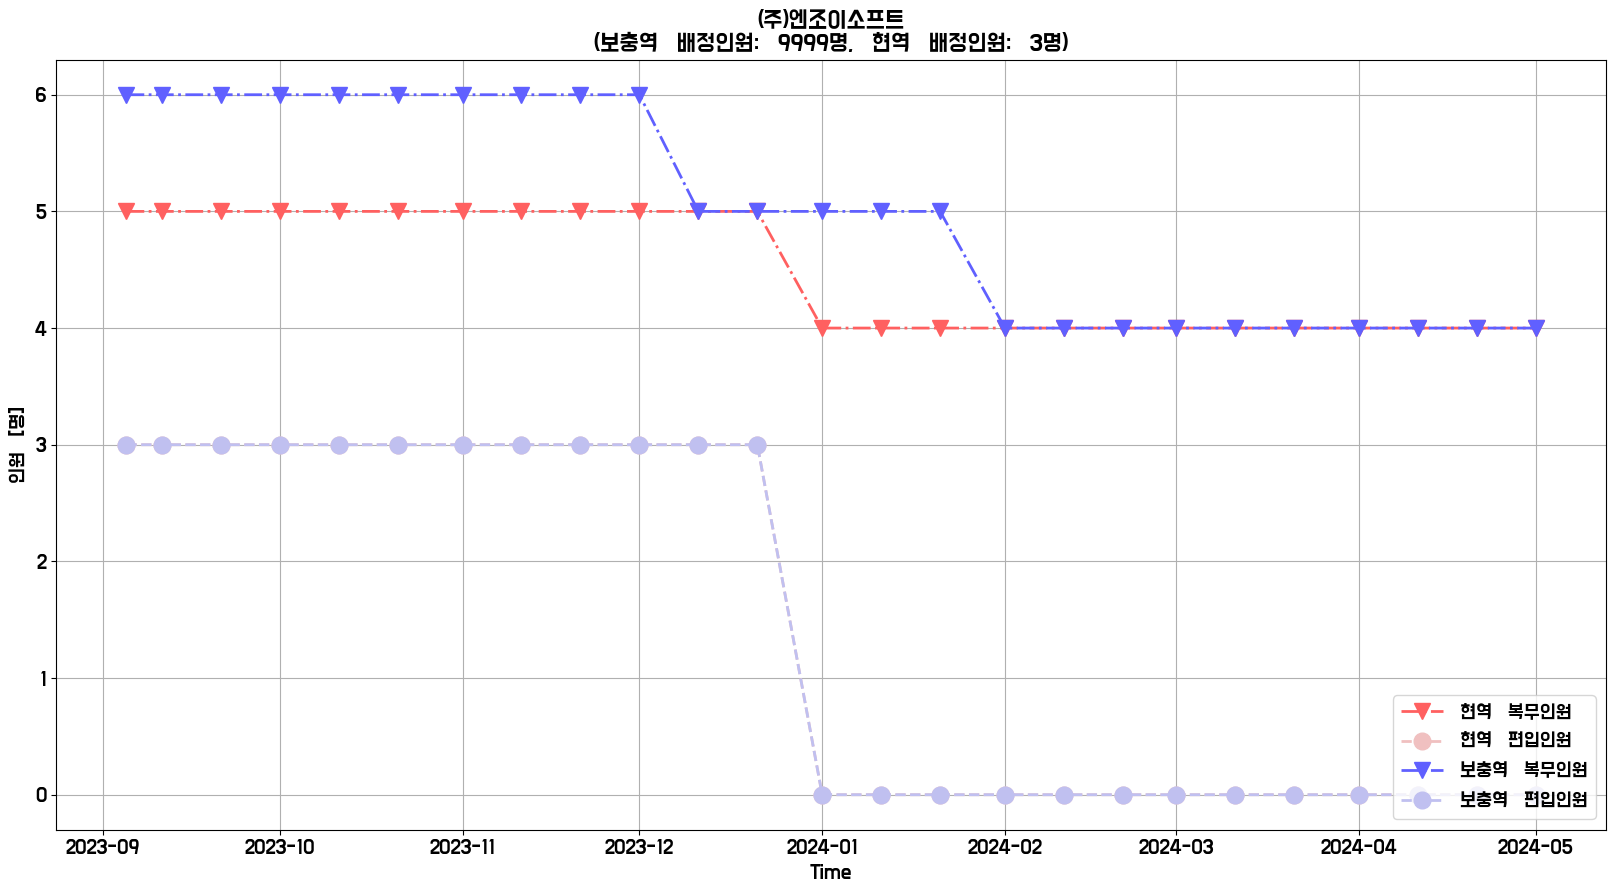 (주)엔조이소프트
(보충역 배정인원: 9999명, 현역 배정인원: 3명)
6
5
4
3
2
1
0
인원 [명]
2023-09 2023-10 2023-11 2023-12 2024-01 2024-02 2024-03 2024-04 2024-05
Time
현역 복무인원
현역 편입인원
보충역 복무인원
보충역 편입인원